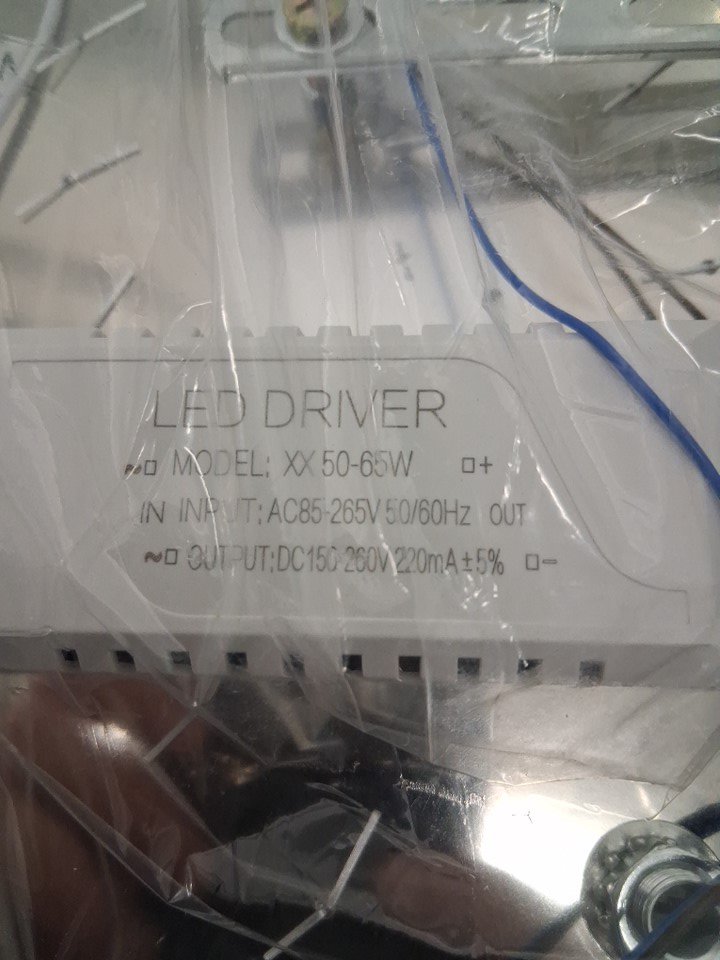 LED DRIVER
~□ MODEL: XX 50-65W □+
IN INPUT: AC85-265V 50/60Hz OUT
~□ OUTPUT: DC150-260V 220mA±5% □-